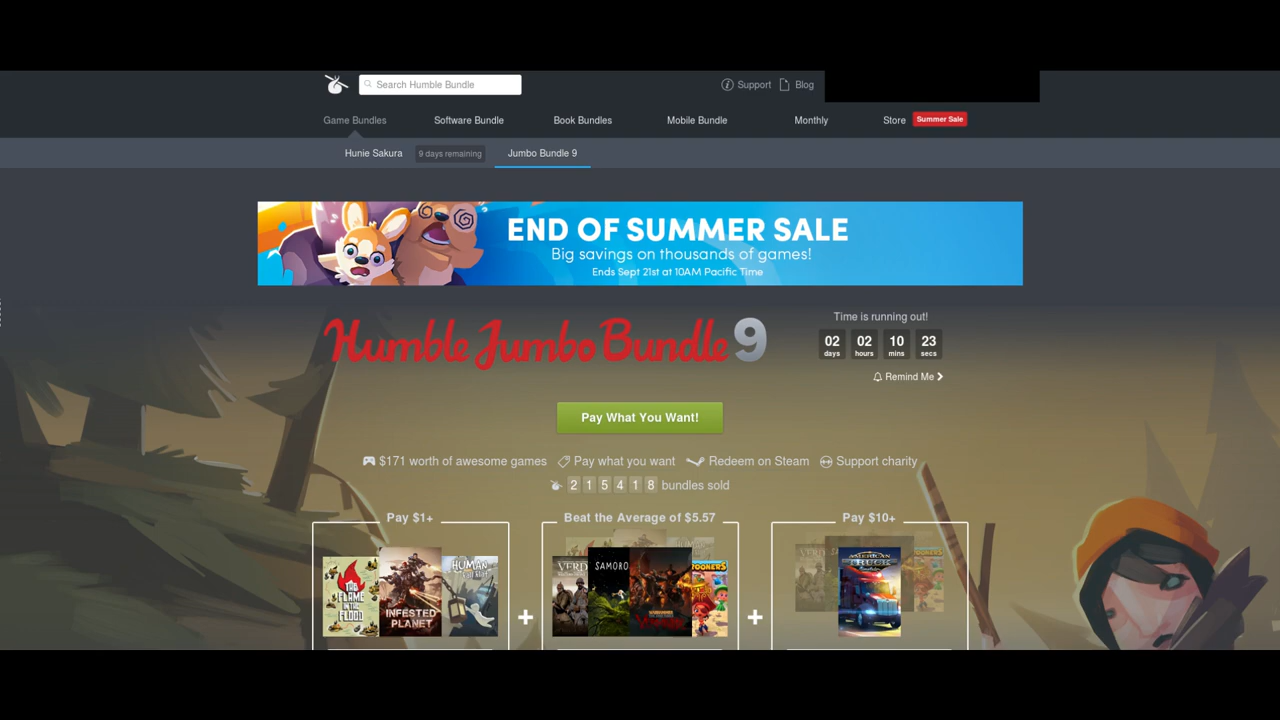 Search Humble Bundle
Support Blog
Game Bundles Software Bundle Book Bundles Mobile Bundle Monthly Store Summer Sale
Hunie Sakura 9 days remaining Jumbo Bundle 9
END OF SUMMER SALE
Big savings on thousands of games!
Ends Sept 21st at 10AM Pacific Time
Humble Jumbo Bundle 9
Time is running out!
02 02 10 23
days hours mins secs
Remind Me
Pay What You Want!
$171 worth of awesome games Pay what you want Redeem on Steam Support charity
2 1 5 4 1 8 bundles sold
Pay $1+ Beat the Average of $5.57 Pay $10+
THE FLAME IN THE FLOOD
INFESTED PLANET
HUMAN
SAMORO
AMERICAN TRUCK